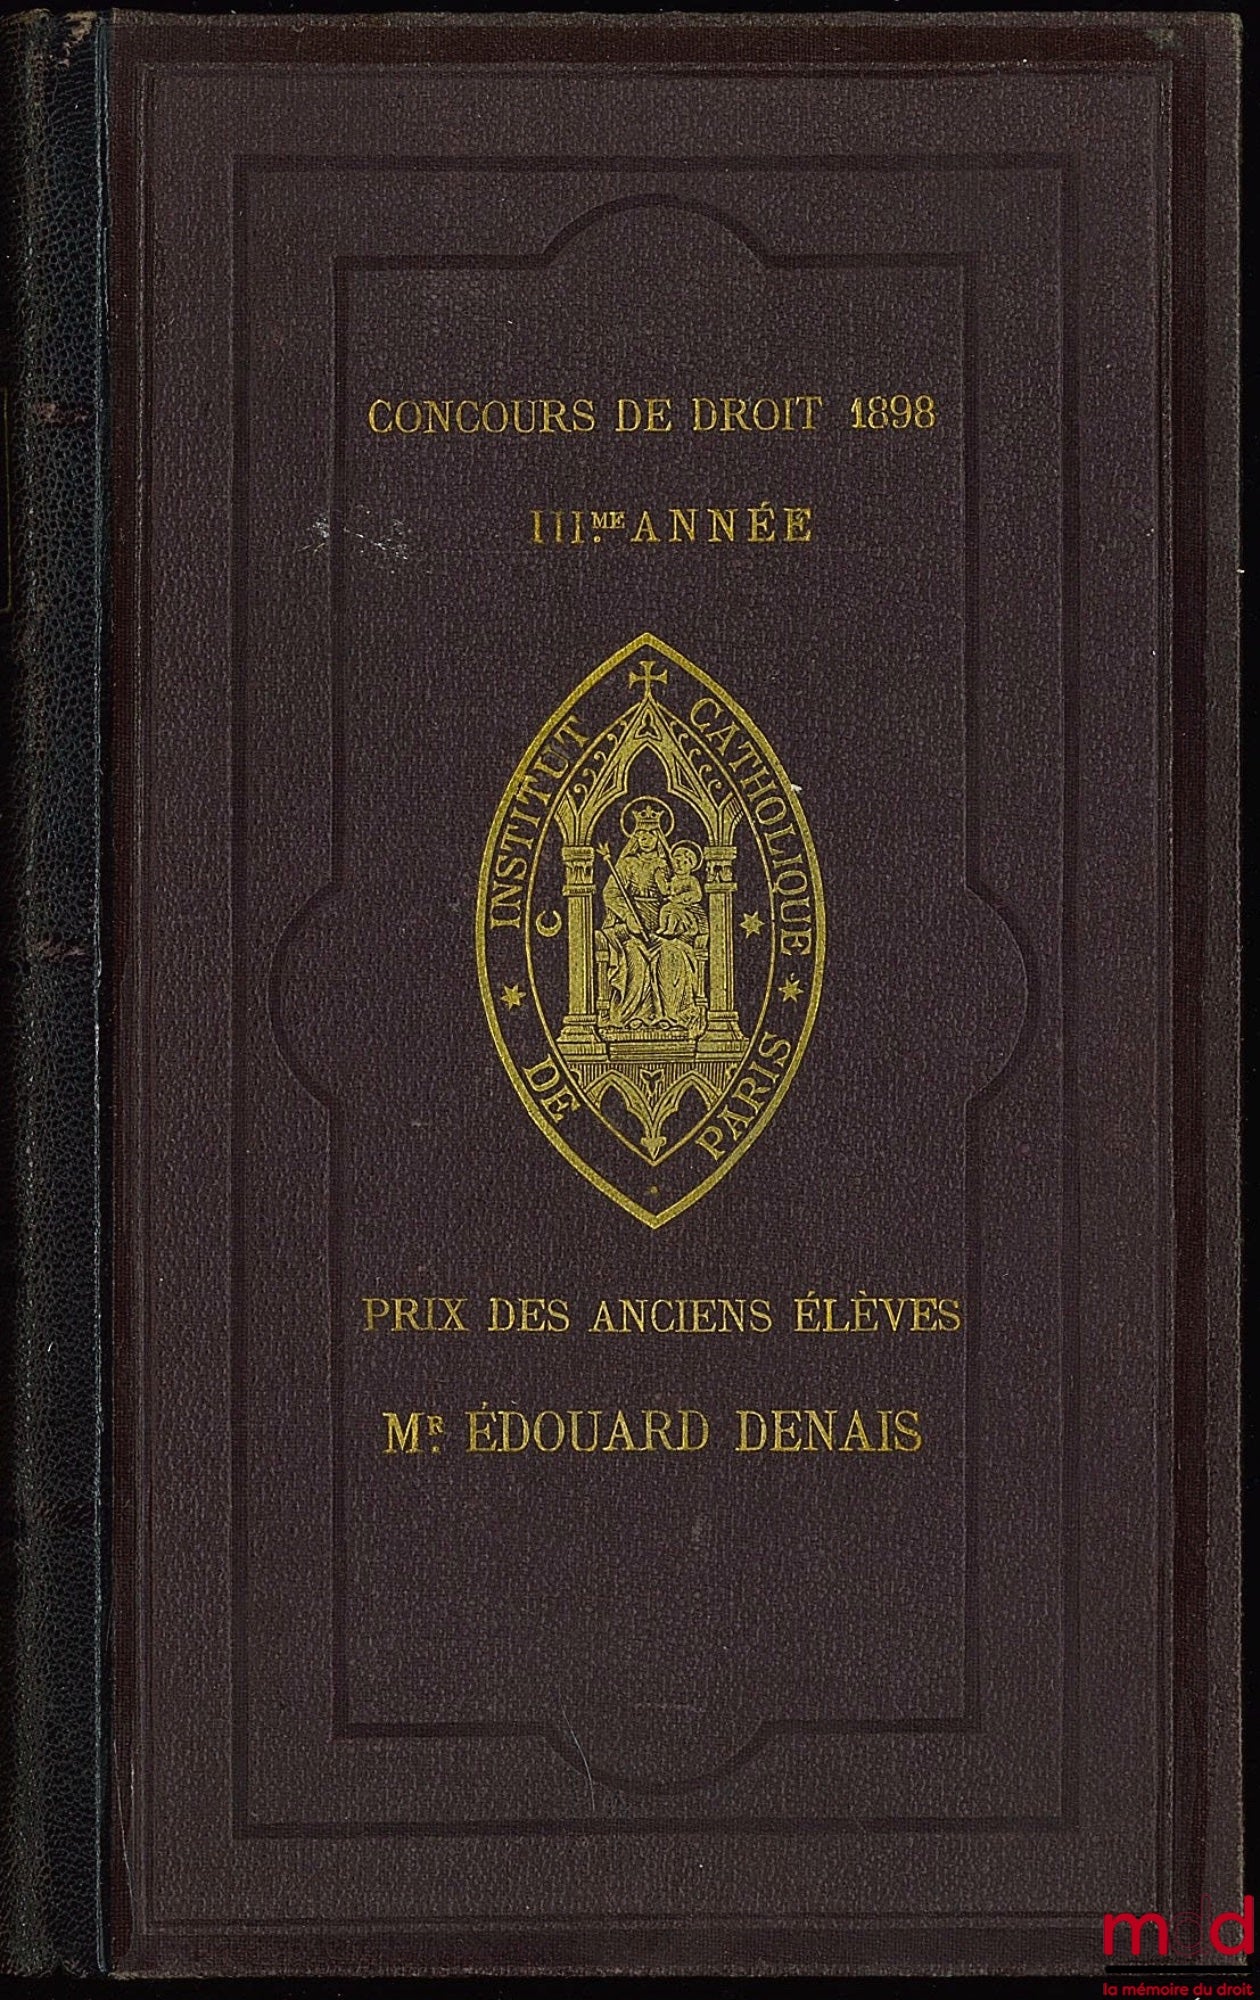 CONCOURS DE DROIT 1898
IIIME. ANNÉE
INSTITUT CATHOLIQUE
DE PARIS
PRIX DES ANCIENS ÉLÈVES
MR. ÉDOUARD DENAIS
mdd
la mémoire du droit